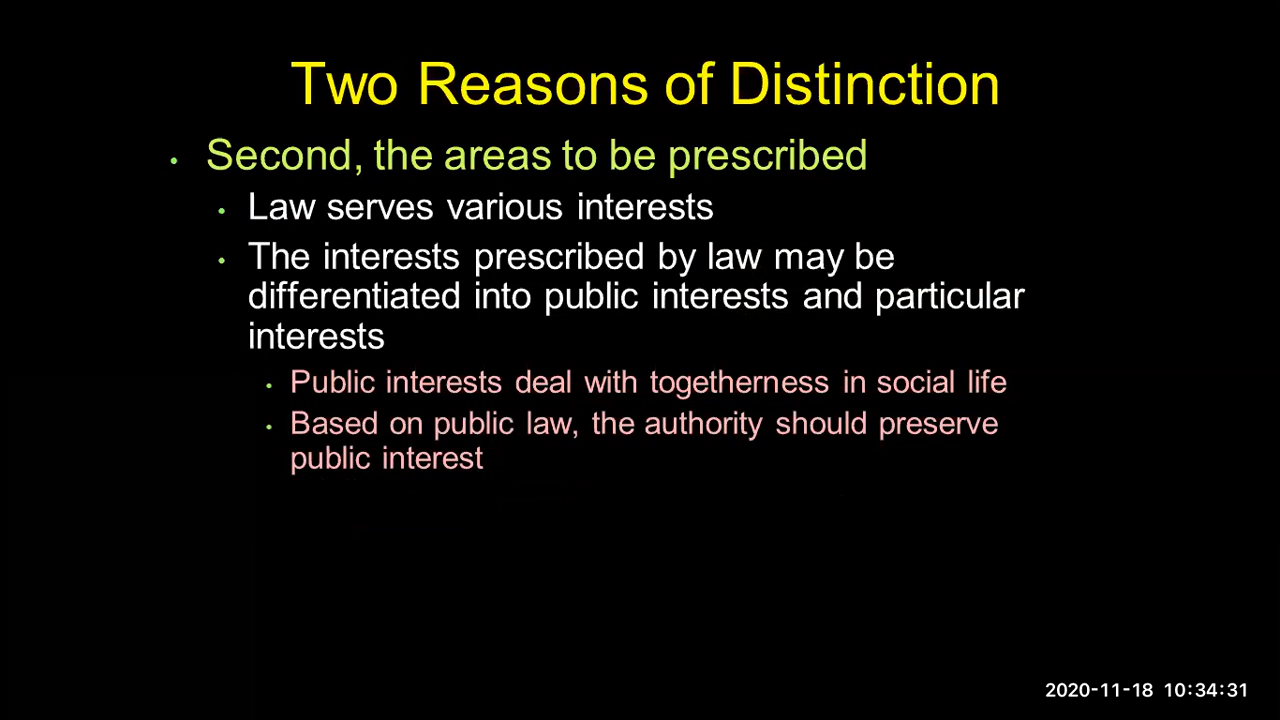 Two Reasons of Distinction
• Second, the areas to be prescribed
• Law serves various interests
• The interests prescribed by law may be
differentiated into public interests and particular
interests
• Public interests deal with togetherness in social life
• Based on public law, the authority should preserve
public interest
2020-11-18 10:34:31